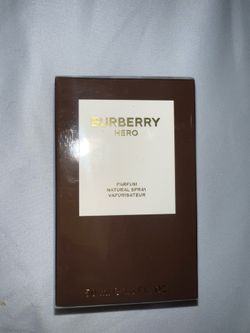 BURBERRY
HERO
PARFUM
NATURAL SPRAY
VAPORISATEUR